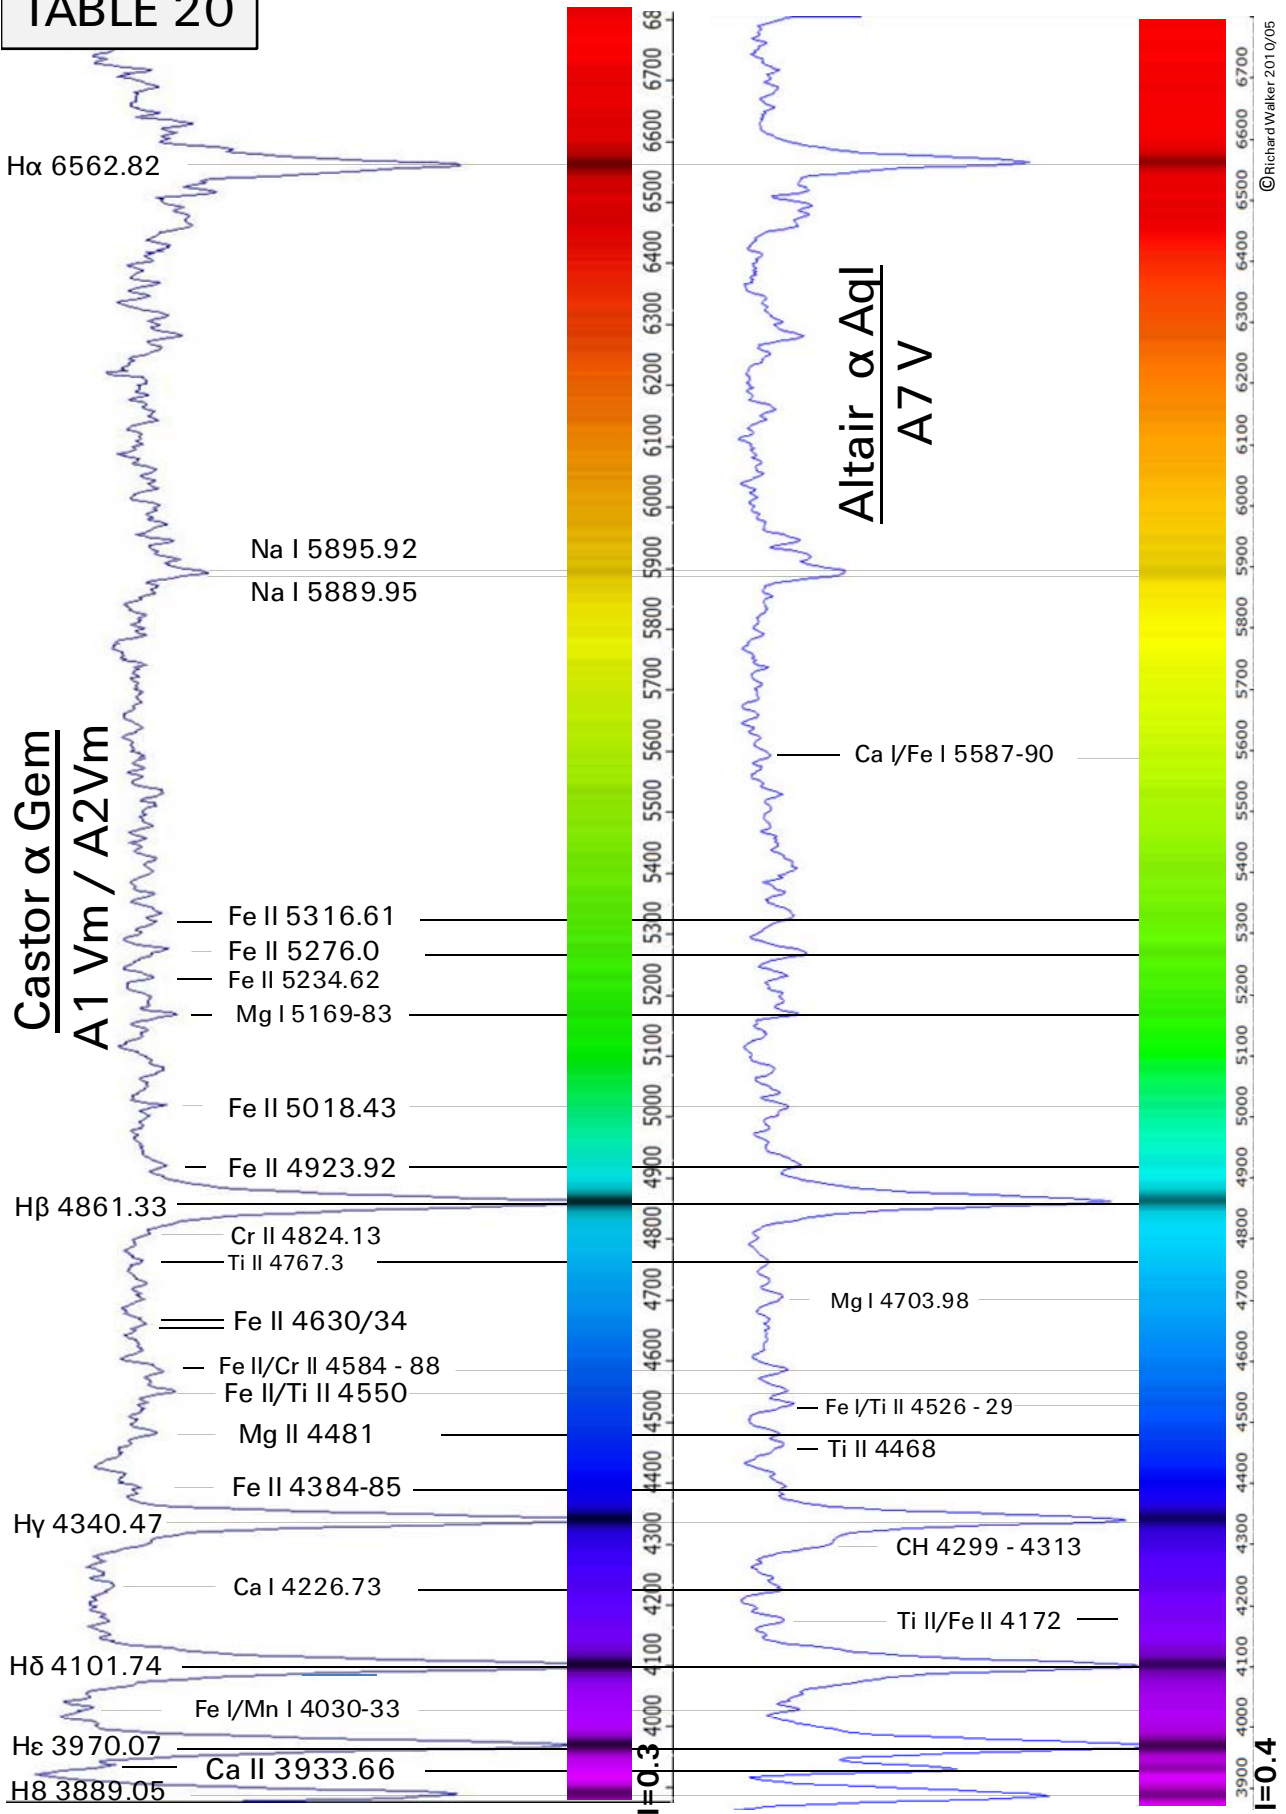 TABLE 20
©Richard Walker 2010/05
Castor α Gem
A1 Vm / A2Vm
Altair α Aql
A7 V
Hα 6562.82
Na I 5895.92
Na I 5889.95
Ca I/Fe I 5587-90
Fe II 5316.61
Fe II 5276.0
Fe II 5234.62
Mg I 5169-83
Fe II 5018.43
Fe II 4923.92
Hβ 4861.33
Cr II 4824.13
Ti II 4767.3
Mg I 4703.98
Fe II 4630/34
Fe II/Cr II 4584 - 88
Fe II/Ti II 4550
Fe I/Ti II 4526 - 29
Mg II 4481
Ti II 4468
Fe II 4384-85
Hγ 4340.47
CH 4299 - 4313
Ca I 4226.73
Ti II/Fe II 4172
Hδ 4101.74
Fe I/Mn I 4030-33
Hε 3970.07
Ca II 3933.66
H8 3889.05
I=0.3
4000 4100 4200 4300 4400 4500 4600 4700 4800 4900 5000 5100 5200 5300 5400 5500 5600 5700 5800 5900 6000 6100 6200 6300 6400 6500 6600 6700 68
I=0.4
3900 4000 4100 4200 4300 4400 4500 4600 4700 4800 4900 5000 5100 5200 5300 5400 5500 5600 5700 5800 5900 6000 6100 6200 6300 6400 6500 6600 6700